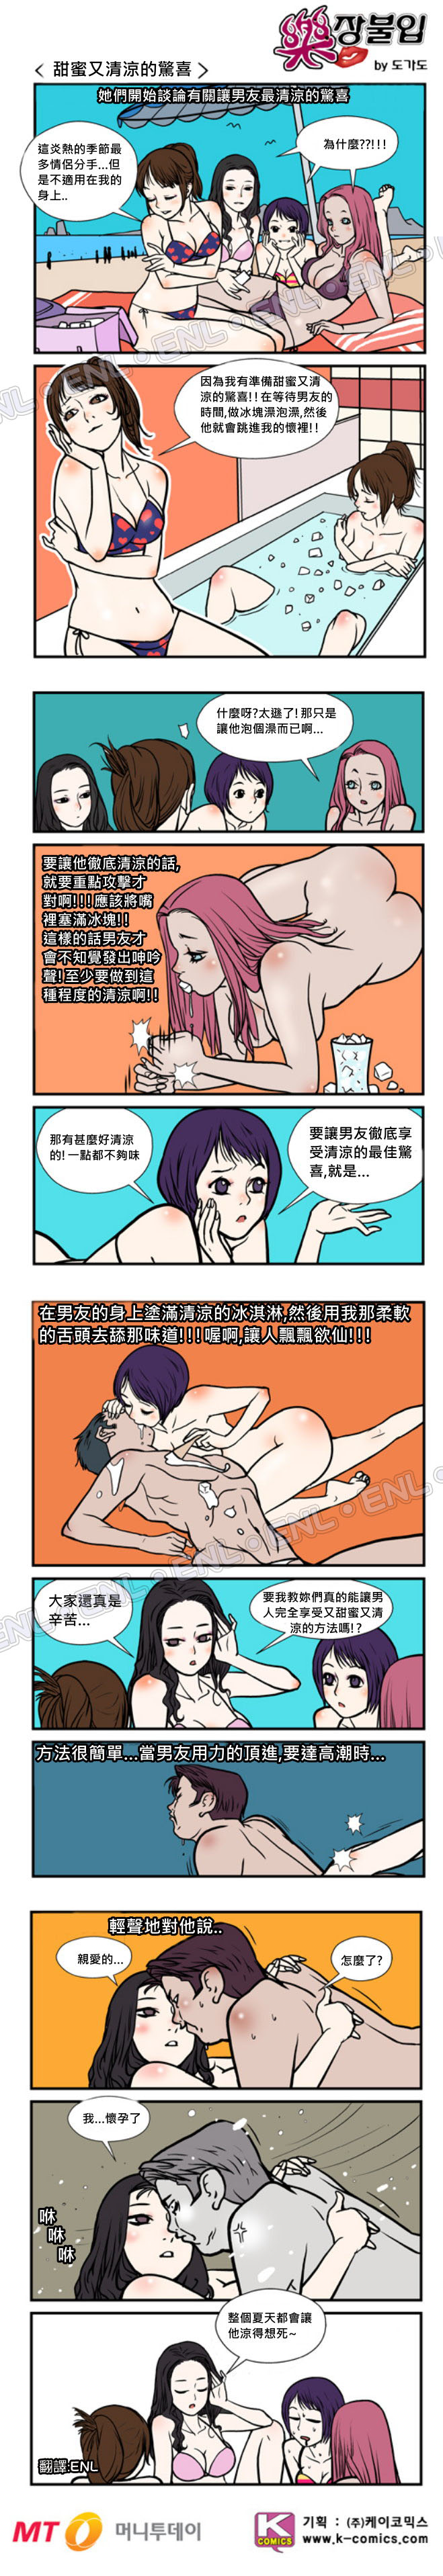 樂장불입
by 도가도
< 甜蜜又清涼的驚喜 >
她們開始談論有關讓男友最清涼的驚喜
這炎熱的季節最
多情侶分手...但
是不適用在我的
身上..
為什麼??!!!
因為我有準備甜蜜又清
涼的驚喜!!在等待男友的
時間,做冰塊澡泡澡,然後
他就會跳進我的懷裡!!
什麼呀?太遜了!那只是
讓他泡個澡而已啊...
要讓他徹底清涼的話,
就要重點攻擊才
對啊!!!應該將嘴
裡塞滿冰塊!!
這樣的話男友才
會不知覺發出呻吟
聲!至少要做到這
種程度的清涼啊!!
那有甚麼好清涼
的!一點都不夠味
要讓男友徹底享
受清涼的最佳驚
喜,就是...
在男友的身上塗滿清涼的冰淇淋,然後用我那柔軟
的舌頭去舔那味道!!!喔啊,讓人飄飄欲仙!!!
大家還真是
辛苦...
要我教妳們真的能讓男
人完全享受又甜蜜又清
涼的方法嗎!?
方法很簡單...當男友用力的頂進,要達高潮時...
輕聲地對他說..
親愛的...
怎麼了?
我...懷孕了
咻
咻
咻
整個夏天都會讓
他涼得想死~
翻譯:ENL
ENL • ENL • ENL • ENL
ENL • ENL • ENL • ENL
MT 머니투데이
K COMICS
기획 : (주)케이코믹스
www.k-comics.com